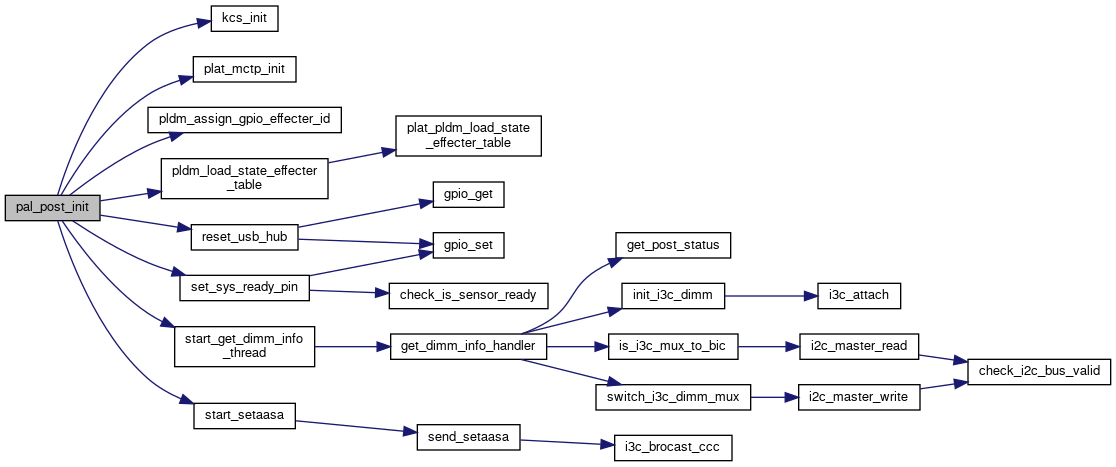 kcs_init
plat_mctp_init
pldm_assign_gpio_effecter_id
plat_pldm_load_state
_effecter_table
pldm_load_state_effecter
_table
gpio_get
pal_post_init
reset_usb_hub
gpio_set
get_post_status
set_sys_ready_pin
check_is_sensor_ready
init_i3c_dimm
i3c_attach
start_get_dimm_info
_thread
get_dimm_info_handler
is_i3c_mux_to_bic
i2c_master_read
check_i2c_bus_valid
switch_i3c_dimm_mux
i2c_master_write
start_setaasa
send_setaasa
i3c_brocast_ccc